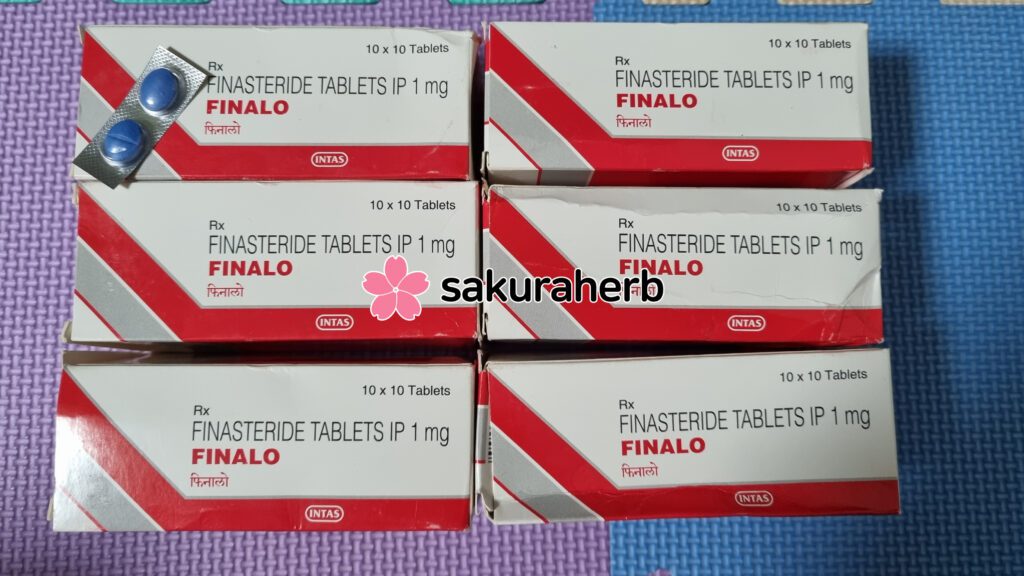 10 x 10 Tablets
Rx
FINASTERIDE TABLETS IP 1 mg
FINALO
फिनालो
INTAS
10 x 10 Tablets
Rx
FINASTERIDE TABLETS IP 1 mg
FINALO
फिनालो
INTAS
10 x 10 Tablets
Rx
FINASTERIDE TABLETS IP 1 mg
FINALO
फिनालो
INTAS
10 x 10 Tablets
Rx
FINASTERIDE TABLETS IP 1 mg
FINALO
sakuraherb
INTAS
10 x 10 Tablets
Rx
FINASTERIDE TABLETS IP 1 mg
FINALO
फिनालो
INTAS
10 x 10 Tablets
Rx
FINASTERIDE TABLETS IP 1 mg
FINALO
फिनालो
INTAS